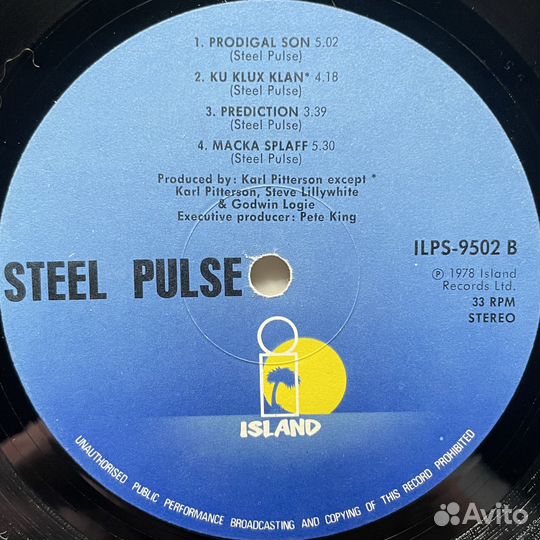 1. PRODIGAL SON 5.02
(Steel Pulse)
2. KU KLUX KLAN* 4.18
(Steel Pulse)
3. PREDICTION 3.39
(Steel Pulse)
4. MACKA SPLAFF 5.30
(Steel Pulse)
Produced by: Karl Pitterson except *
Karl Pitterson, Steve Lillywhite
& Godwin Logie
Executive producer: Pete King
STEEL PULSE
ILPS-9502 B
℗ 1978 Island
Records Ltd.
33 RPM
STEREO
ISLAND
UNAUTHORISED PUBLIC PERFORMANCE BROADCASTING AND COPYING OF THIS RECORD PROHIBITED
Avito